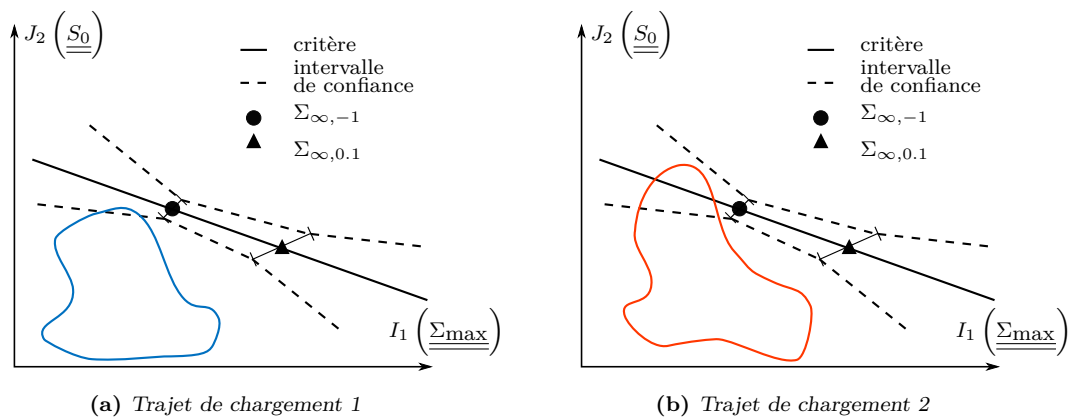 J₂ (S₀)
critère
intervalle
de confiance
Σ∞,−1
Σ∞,0.1
I₁ (Σmax)
(a) Trajet de chargement 1
J₂ (S₀)
critère
intervalle
de confiance
Σ∞,−1
Σ∞,0.1
I₁ (Σmax)
(b) Trajet de chargement 2